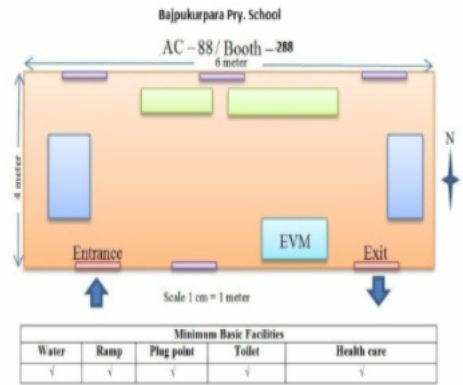 Bajpukurpara Pry. School
AC – 88 / Booth – 288
6 meter
4 meter
N
EVM
Entrance
Exit
Scale 1 cm = 1 meter
Minimum Basic Facilities
Water Ramp Plug point Toilet Health care
√ √ √ √ √